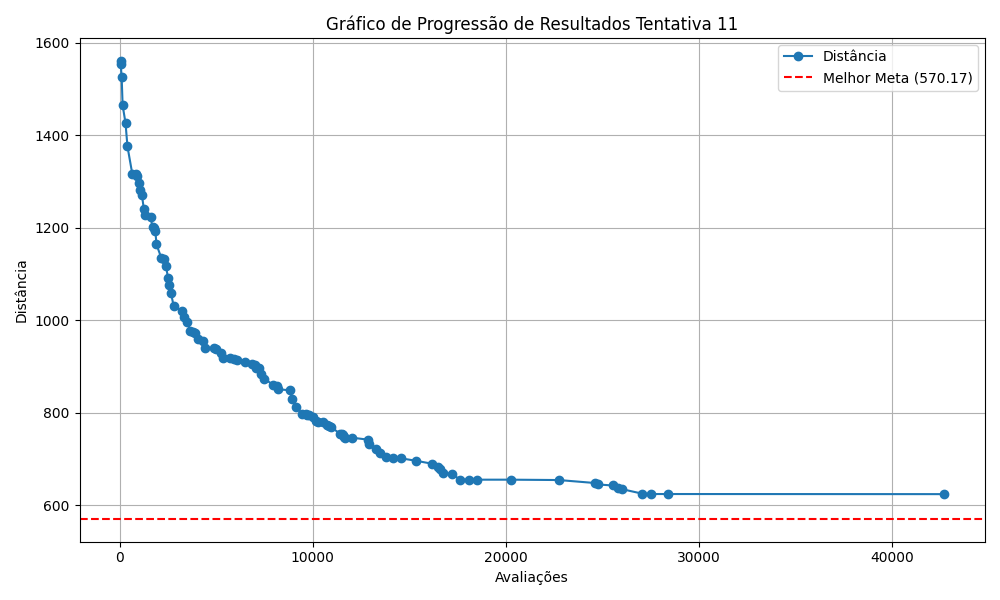 Gráfico de Progressão de Resultados Tentativa 11
Distância
Melhor Meta (570.17)
1600
1400
1200
1000
800
600
Distância
0
10000
20000
30000
40000
Avaliações